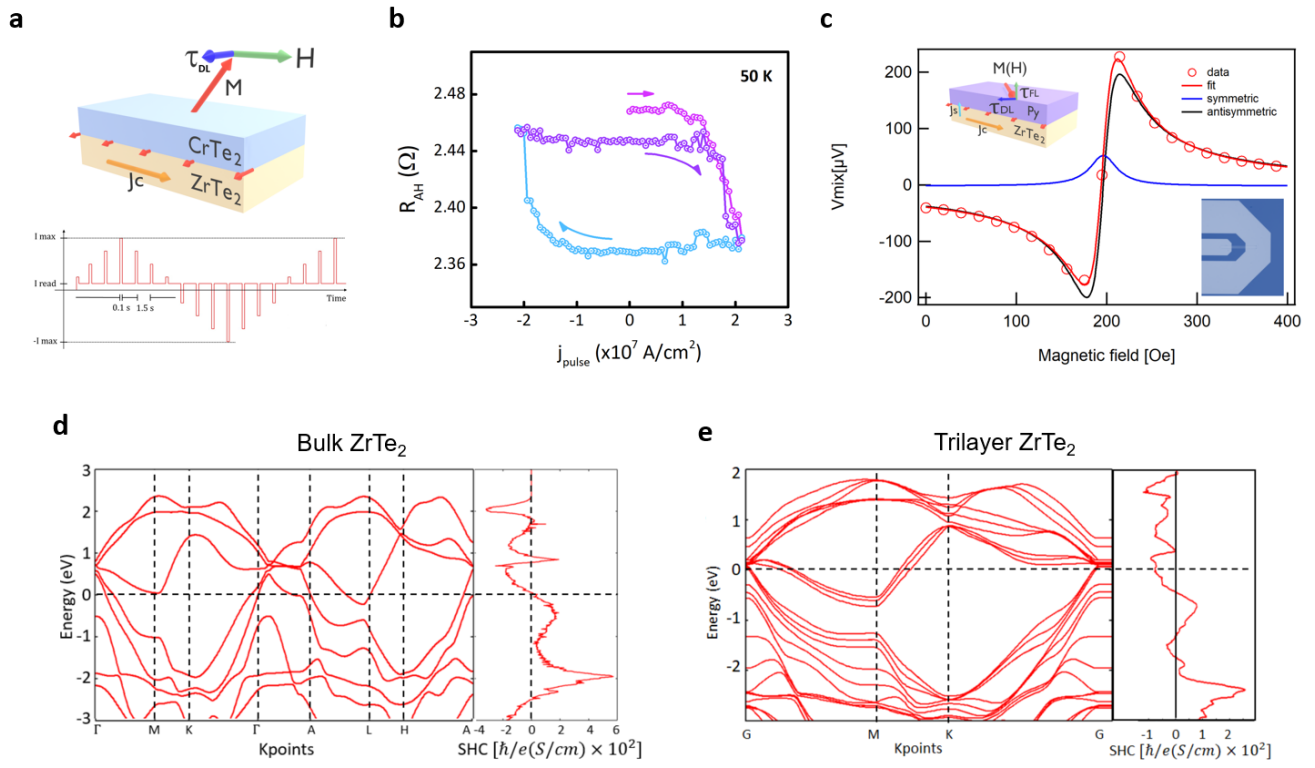 a
τDL
H
M
CrTe2
Jc
ZrTe2
I max
I read
Time
0.1 s
1.5 s
-I max
b
50 K
2.48
2.44
2.40
2.36
RAH (Ω)
-3 -2 -1 0 1 2 3
jpulse (x10^7 A/cm^2)
c
M(H)
τFL
τDL
Py
Js
Jc
ZrTe2
data
fit
symmetric
antisymmetric
200
100
0
-100
-200
Vmix[µV]
0 100 200 300 400
Magnetic field [Oe]
d
Bulk ZrTe2
3
2
1
0
-1
-2
-3
Energy (eV)
Γ M K Γ A L H A
Kpoints
-4 -2 0 2 4 6
SHC [ħ/e(S/cm) × 10^2]
e
Trilayer ZrTe2
2
1
0
-1
-2
Energy (eV)
G M K G
Kpoints
-1 0 1 2
SHC [ħ/e(S/cm) × 10^2]